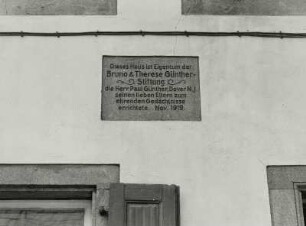 Dieses Haus ist Eigentum der
Bruno & Therese Günther-
Stiftung
die Herr Paul Günther, Dover N.J.
seinen lieben Eltern zum
ehrenden Gedächtnisse
errichtete. Nov. 1919.